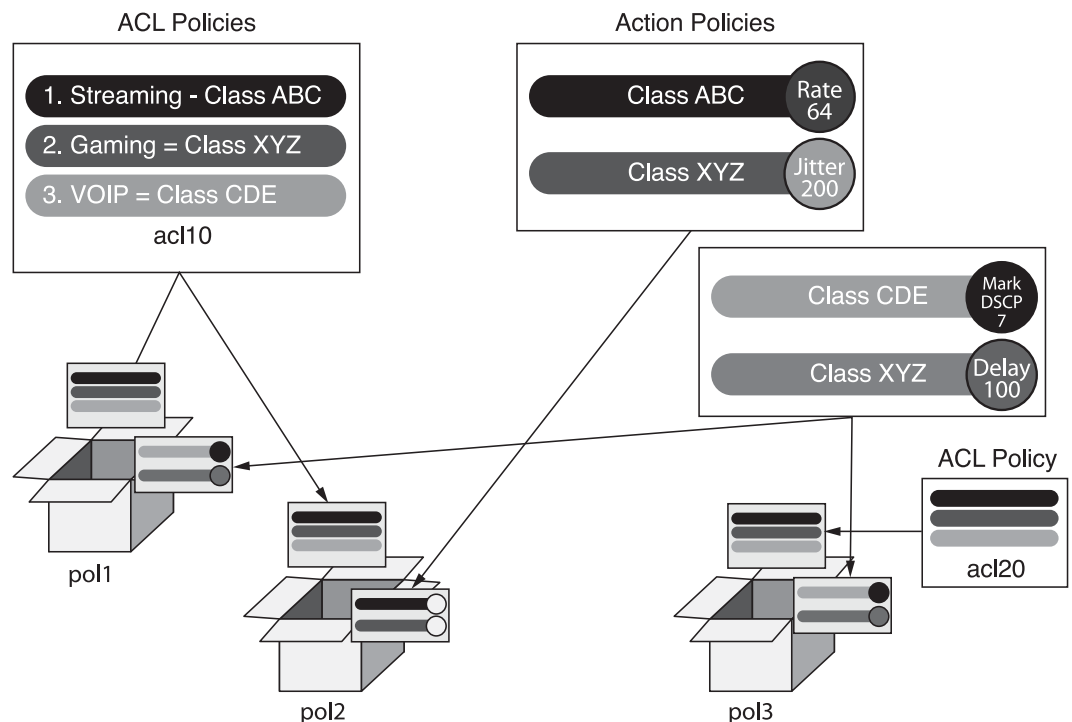 ACL Policies
1. Streaming - Class ABC
2. Gaming = Class XYZ
3. VOIP = Class CDE
acl10
Action Policies
Class ABC
Rate
64
Class XYZ
Jitter
200
Class CDE
Mark
DSCP
7
Class XYZ
Delay
100
ACL Policy
acl20
pol1
pol2
pol3